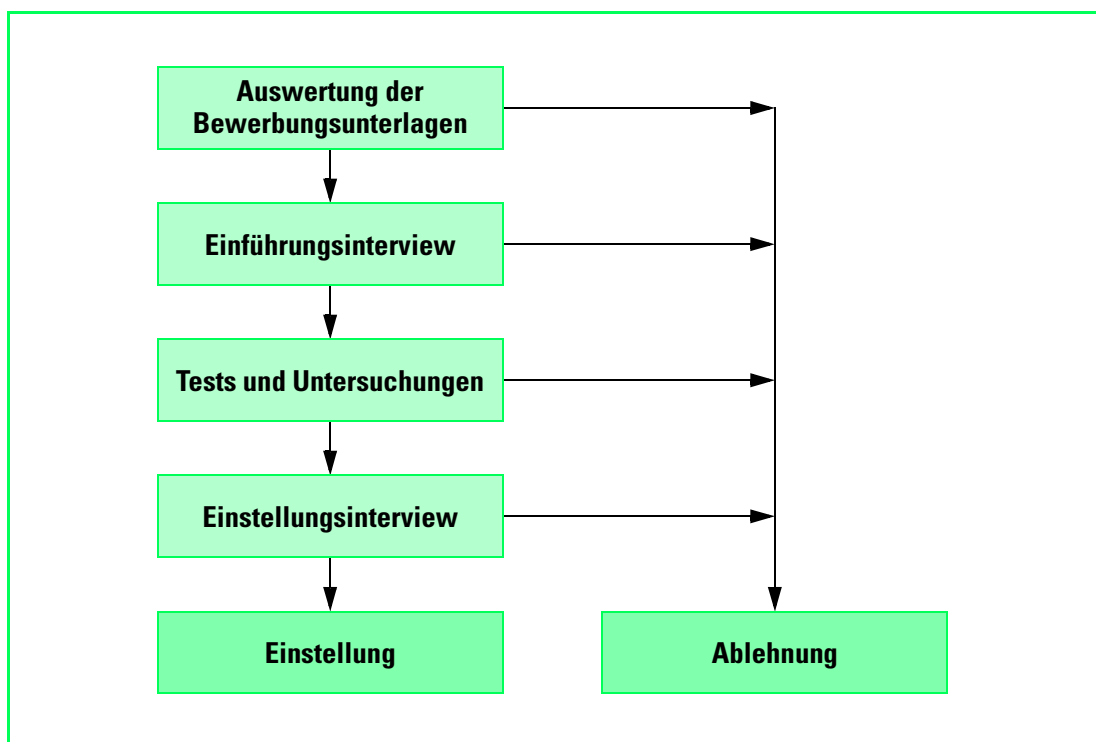 Auswertung der
Bewerbungsunterlagen
Einführungsinterview
Tests und Untersuchungen
Einstellungsinterview
Einstellung
Ablehnung